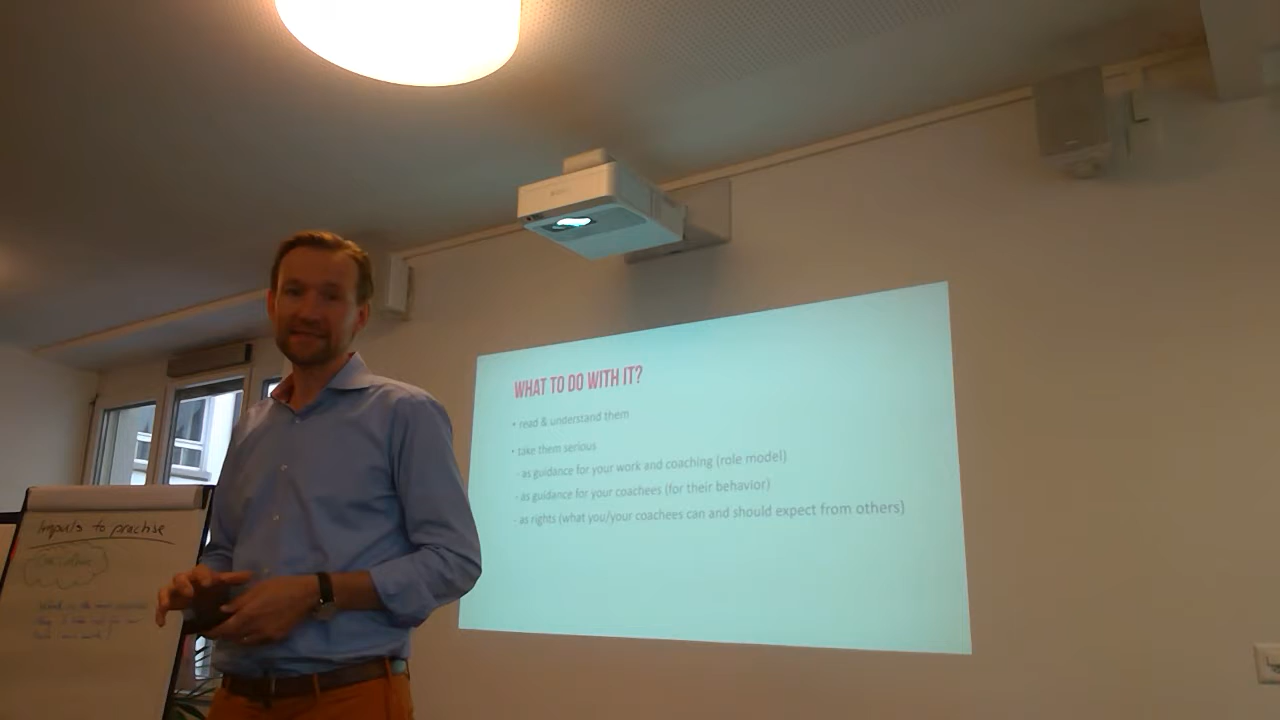 WHAT TO DO WITH IT?
• read & understand them
• take them serious
- as guidance for your work and coaching (role model)
- as guidance for your coachees (for their behavior)
- as rights (what you/your coachees can and should expect from others)
Impuls to practise